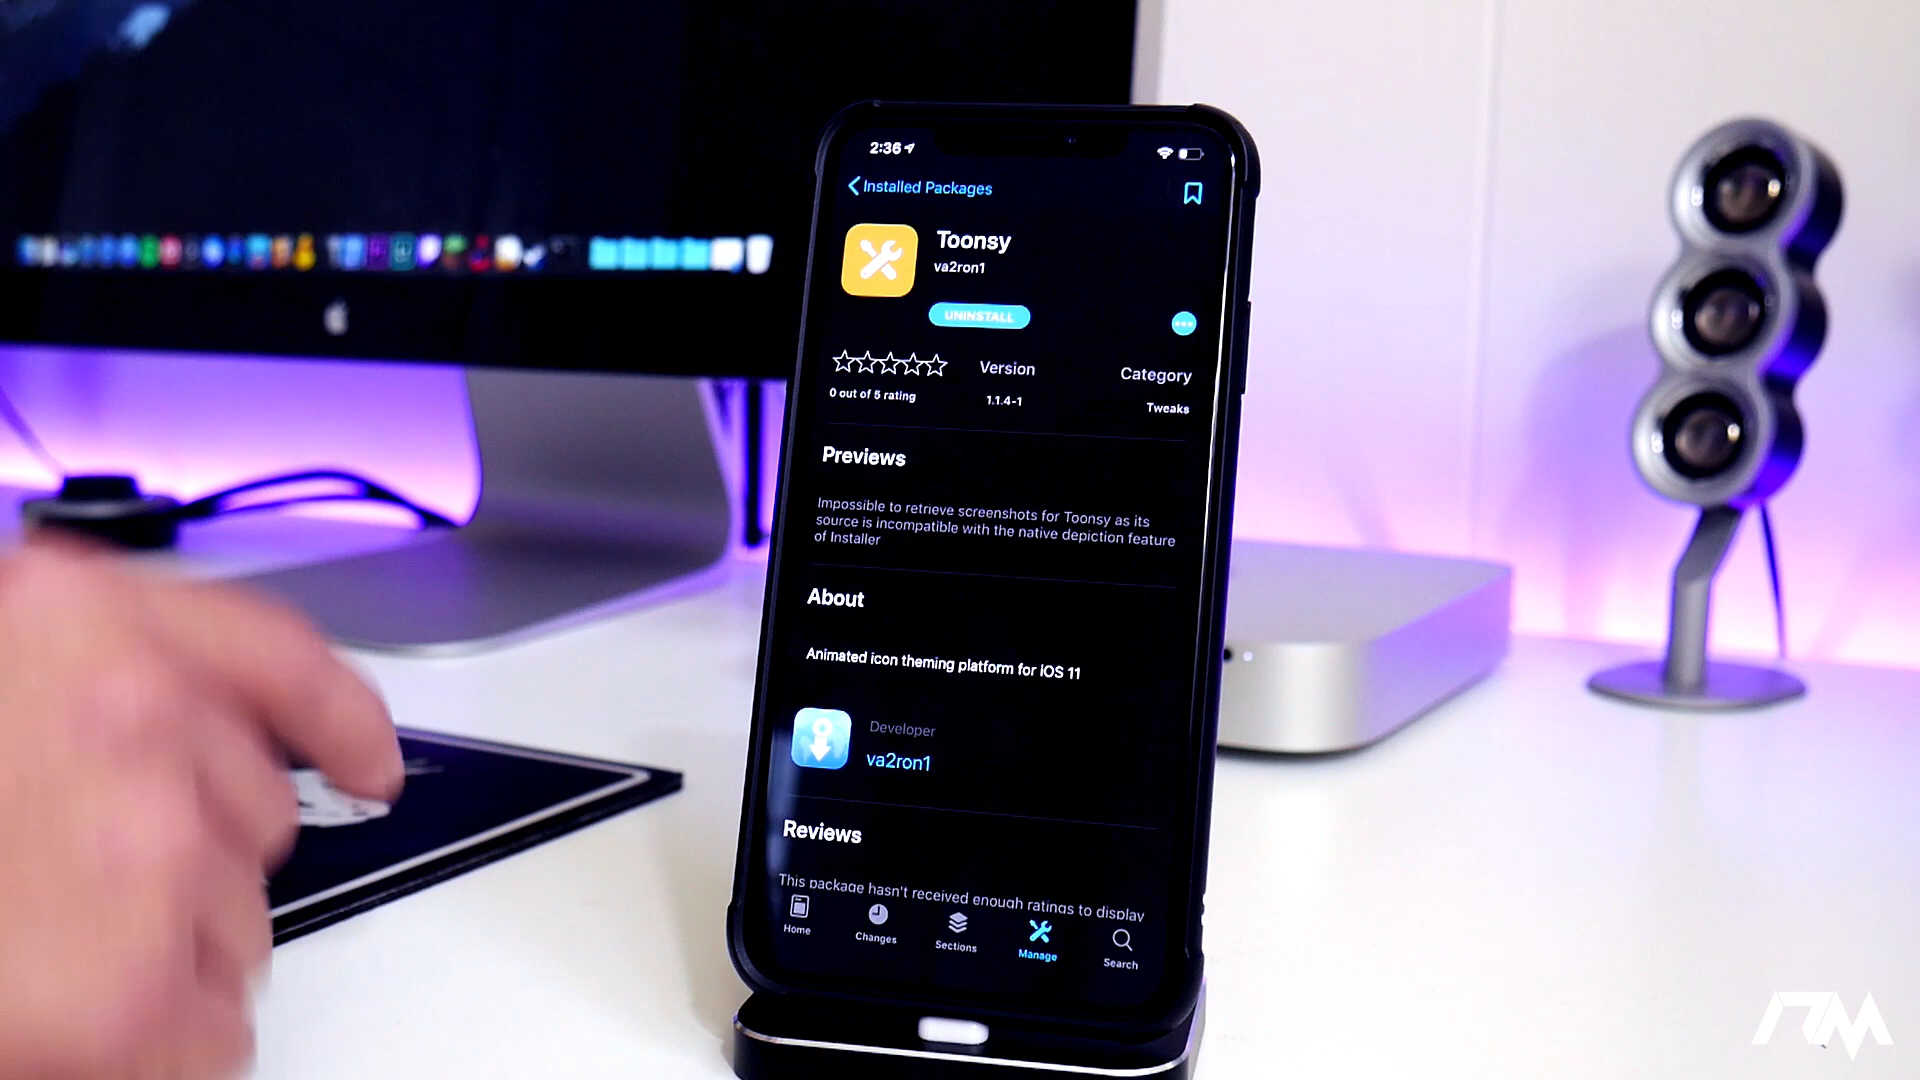 2:36
Installed Packages
Toonsy
va2ron1
UNINSTALL
Version
Category
0 out of 5 rating
1.1.4-1
Tweaks
Previews
Impossible to retrieve screenshots for Toonsy as its
source is incompatible with the native depiction feature
of Installer
About
Animated icon theming platform for iOS 11
Developer
va2ron1
Reviews
This package hasn't received enough ratings to display
Home
Changes
Sections
Manage
Search